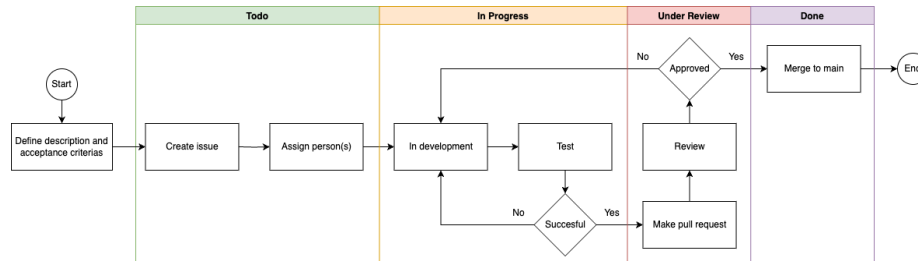 Todo
In Progress
Under Review
Done
Start
Define description and
acceptance criterias
Create issue
Assign person(s)
In development
Test
Succesful
No
Yes
Make pull request
Review
Approved
No
Yes
Merge to main
End